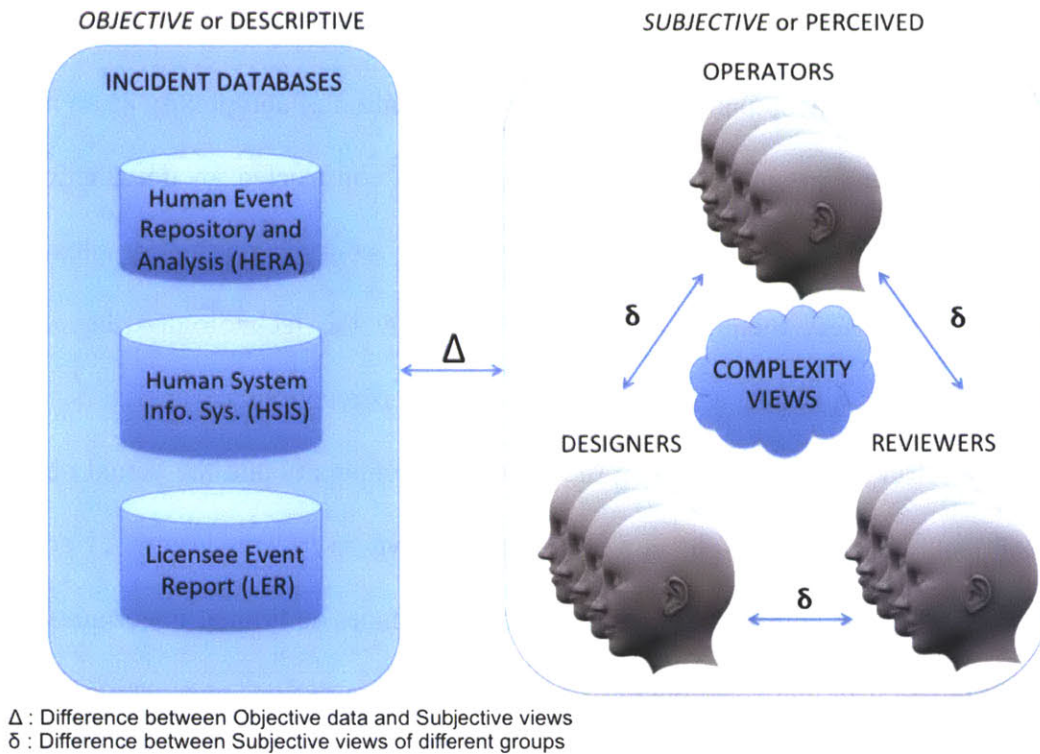 OBJECTIVE or DESCRIPTIVE
INCIDENT DATABASES
Human Event
Repository and
Analysis (HERA)
Human System
Info. Sys. (HSIS)
Licensee Event
Report (LER)
Δ
SUBJECTIVE or PERCEIVED
OPERATORS
δ
δ
COMPLEXITY
VIEWS
DESIGNERS
REVIEWERS
δ
Δ : Difference between Objective data and Subjective views
δ : Difference between Subjective views of different groups